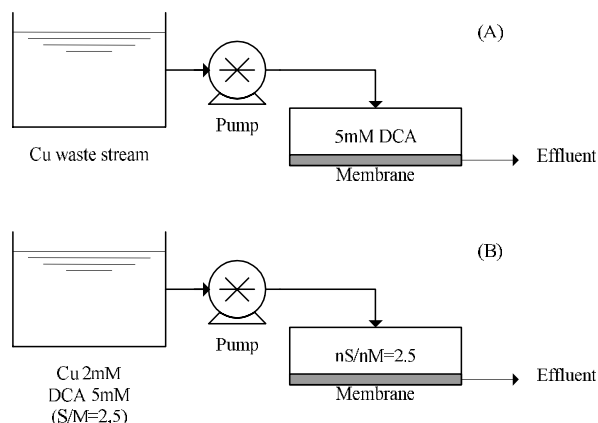 (A)
Pump
5mM DCA
Cu waste stream
Effluent
Membrane
(B)
Pump
nS/nM=2.5
Cu 2mM
DCA 5mM
(S/M=2,5)
Effluent
Membrane